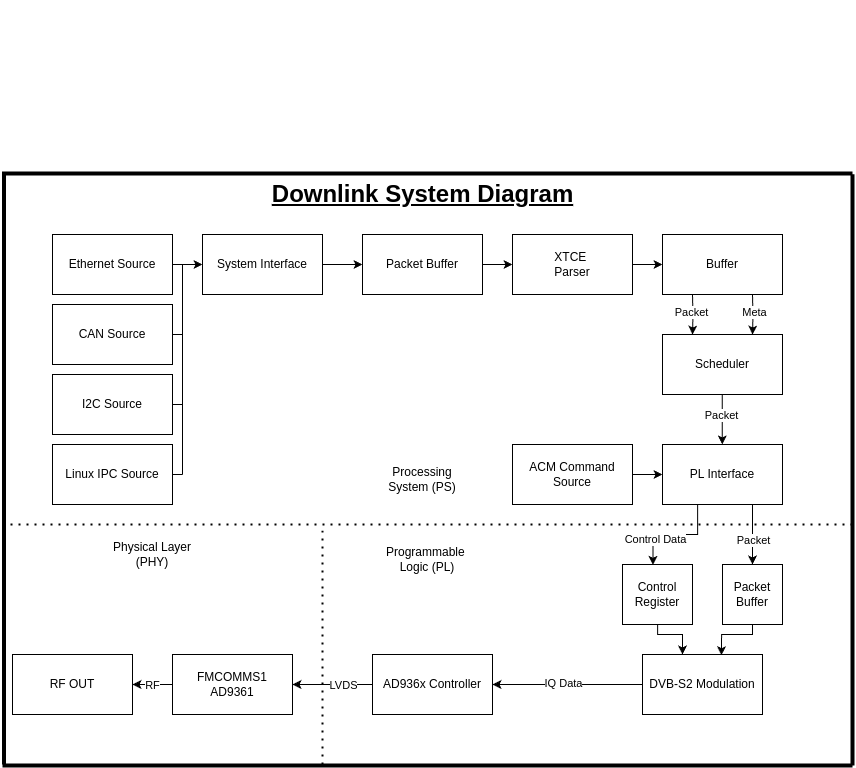 Downlink System Diagram
Ethernet Source
System Interface
Packet Buffer
XTCE
Parser
Buffer
Packet
Meta
CAN Source
Scheduler
I2C Source
Packet
Linux IPC Source
Processing
System (PS)
ACM Command
Source
PL Interface
Physical Layer
(PHY)
Programmable
Logic (PL)
Control Data
Packet
Control
Register
Packet
Buffer
RF OUT
RF
FMCOMMS1
AD9361
LVDS
AD936x Controller
IQ Data
DVB-S2 Modulation